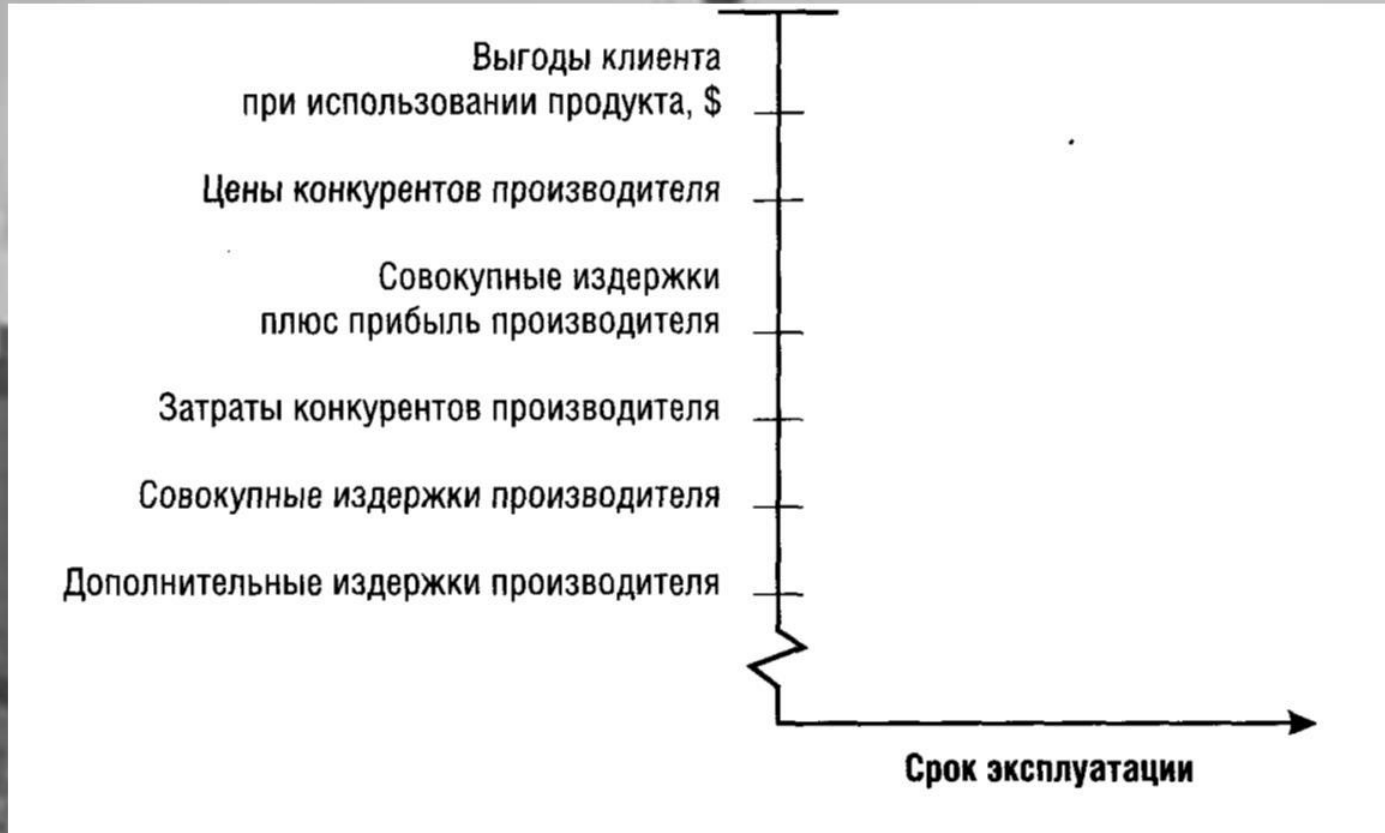 Выгоды клиента
при использовании продукта, $
Цены конкурентов производителя
Совокупные издержки
плюс прибыль производителя
Затраты конкурентов производителя
Совокупные издержки производителя
Дополнительные издержки производителя
Срок эксплуатации